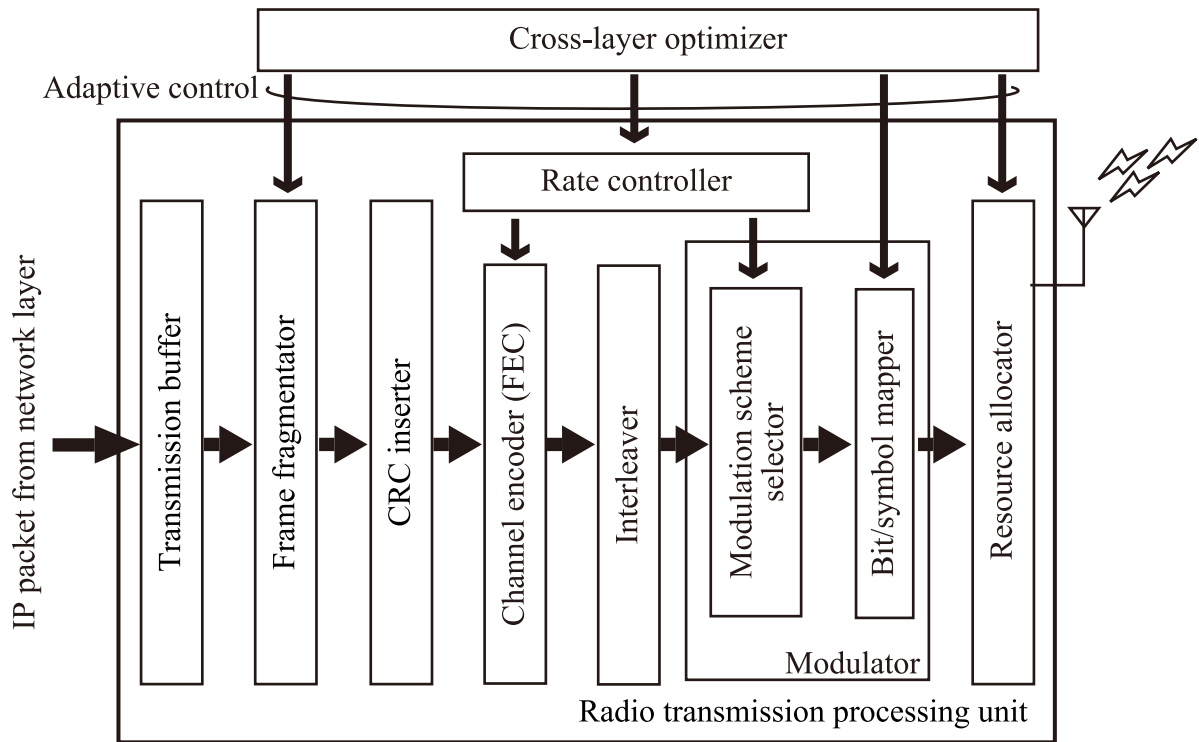 Cross-layer optimizer
Adaptive control
Rate controller
IP packet from network layer
Transmission buffer
Frame fragmentator
CRC inserter
Channel encoder (FEC)
Interleaver
Modulation scheme
selector
Bit/symbol mapper
Resource allocator
Modulator
Radio transmission processing unit